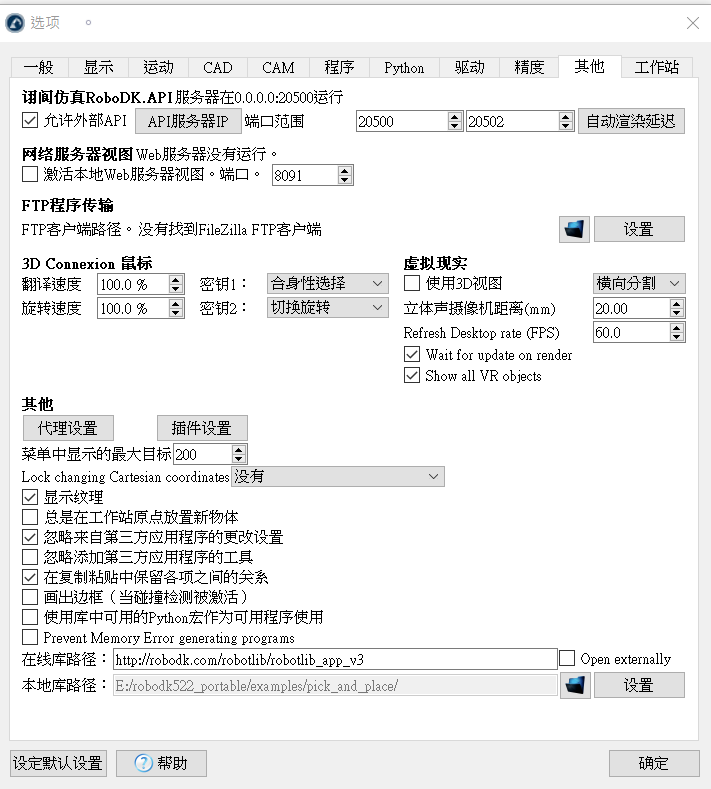 选项
一般 显示 运动 CAD CAM 程序 Python 驱动 精度 其他 工作站
诩闾仿真RoboDK.API 服务器在0.0.0.0:20500运行
允许外部API API服务器IP 端口范围 20500 20502 自动渲染延迟
网络服务器视图 Web服务器没有运行。
激活本地Web服务器视图。端口。 8091
FTP程序传输
FTP客户端路径。 没有找到FileZilla FTP客户端 设置
3D Connexion 鼠标
翻译速度 100.0 % 密钥1： 合身性选择
旋转速度 100.0 % 密钥2： 切换旋转
虚拟现实
使用3D视图 横向分割
立体声摄像机距离(mm) 20.00
Refresh Desktop rate (FPS) 60.0
Wait for update on render
Show all VR objects
其他
代理设置 插件设置
菜单中显示的最大目标 200
Lock changing Cartesian coordinates 没有
显示纹理
总是在工作站原点放置新物体
忽略来自第三方应用程序的更改设置
忽略添加第三方应用程序的工具
在复制粘贴中保留各项之间的关系
画出边框（当碰撞检测被激活）
使用库中可用的Python宏作为可用程序使用
Prevent Memory Error generating programs
在线库路径： http://robodk.com/robotlib/robotlib_app_v3 Open externally
本地库路径： E:/robodk522_portable/examples/pick_and_place/ 设置
设定默认设置 帮助 确定